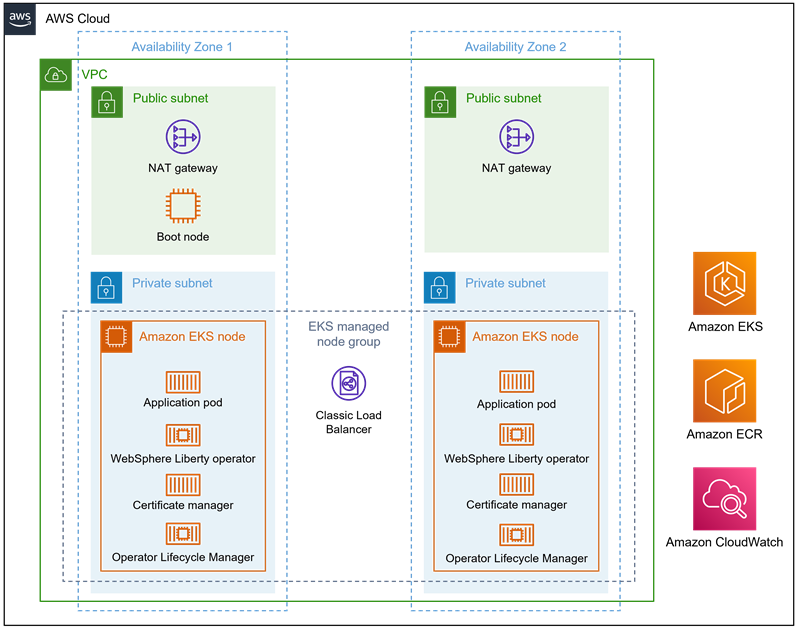 aws
AWS Cloud
Availability Zone 1
Availability Zone 2
VPC
Public subnet
NAT gateway
Boot node
Public subnet
NAT gateway
Private subnet
Amazon EKS node
Application pod
WebSphere Liberty operator
Certificate manager
Operator Lifecycle Manager
EKS managed
node group
Classic Load
Balancer
Private subnet
Amazon EKS node
Application pod
WebSphere Liberty operator
Certificate manager
Operator Lifecycle Manager
K
Amazon EKS
Amazon ECR
Amazon CloudWatch